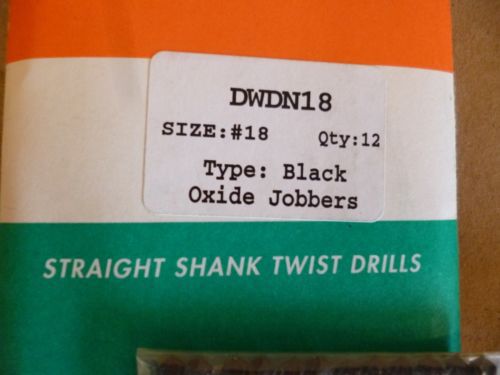 DWDN18
SIZE:#18 Qty:12
Type: Black
Oxide Jobbers
STRAIGHT SHANK TWIST DRILLS